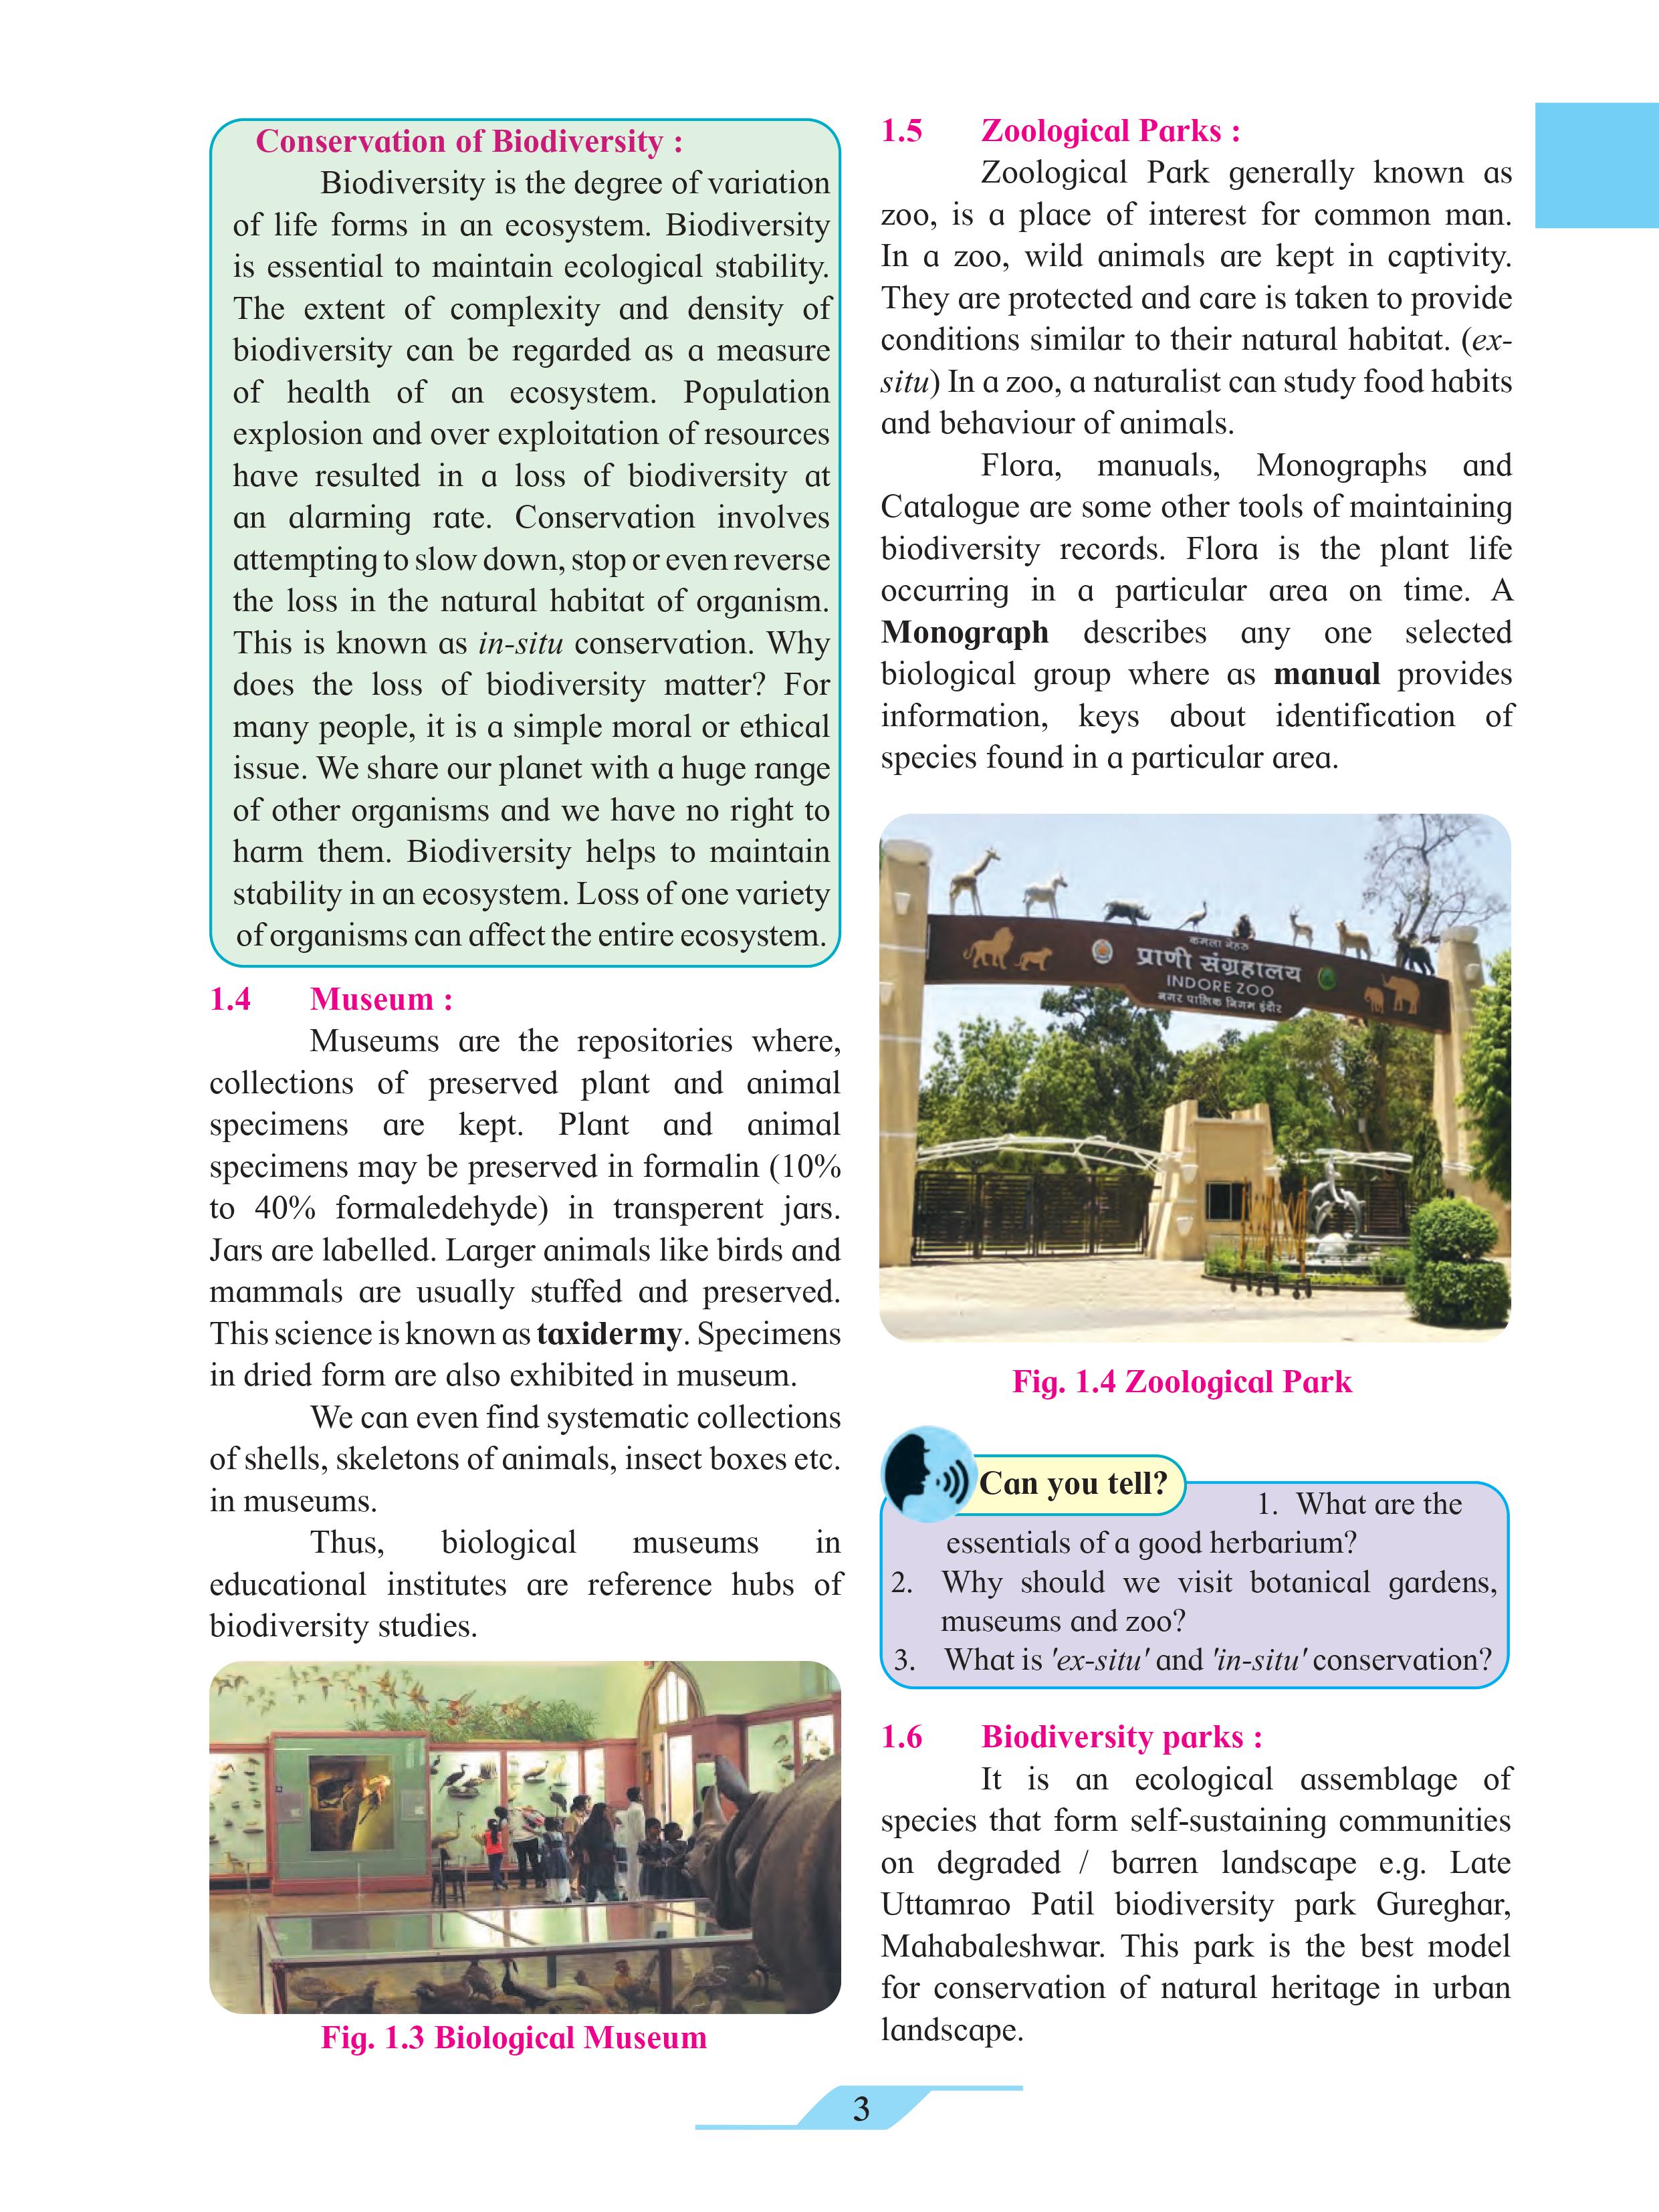 Conservation of Biodiversity :
Biodiversity is the degree of variation
of life forms in an ecosystem. Biodiversity
is essential to maintain ecological stability.
The extent of complexity and density of
biodiversity can be regarded as a measure
of health of an ecosystem. Population
explosion and over exploitation of resources
have resulted in a loss of biodiversity at
an alarming rate. Conservation involves
attempting to slow down, stop or even reverse
the loss in the natural habitat of organism.
This is known as in-situ conservation. Why
does the loss of biodiversity matter? For
many people, it is a simple moral or ethical
issue. We share our planet with a huge range
of other organisms and we have no right to
harm them. Biodiversity helps to maintain
stability in an ecosystem. Loss of one variety
of organisms can affect the entire ecosystem.
1.4 Museum :
Museums are the repositories where,
collections of preserved plant and animal
specimens are kept. Plant and animal
specimens may be preserved in formalin (10%
to 40% formaledehyde) in transperent jars.
Jars are labelled. Larger animals like birds and
mammals are usually stuffed and preserved.
This science is known as taxidermy. Specimens
in dried form are also exhibited in museum.
We can even find systematic collections
of shells, skeletons of animals, insect boxes etc.
in museums.
Thus, biological museums in
educational institutes are reference hubs of
biodiversity studies.
Fig. 1.3 Biological Museum
1.5 Zoological Parks :
Zoological Park generally known as
zoo, is a place of interest for common man.
In a zoo, wild animals are kept in captivity.
They are protected and care is taken to provide
conditions similar to their natural habitat. (ex-
situ) In a zoo, a naturalist can study food habits
and behaviour of animals.
Flora, manuals, Monographs and
Catalogue are some other tools of maintaining
biodiversity records. Flora is the plant life
occurring in a particular area on time. A
Monograph describes any one selected
biological group where as manual provides
information, keys about identification of
species found in a particular area.
कमला नेहरू
प्राणी संग्रहालय
INDORE ZOO
नगर पालिक निगम इंदौर
Fig. 1.4 Zoological Park
Can you tell?
1. What are the
essentials of a good herbarium?
2. Why should we visit botanical gardens,
museums and zoo?
3. What is 'ex-situ' and 'in-situ' conservation?
1.6 Biodiversity parks :
It is an ecological assemblage of
species that form self-sustaining communities
on degraded / barren landscape e.g. Late
Uttamrao Patil biodiversity park Gureghar,
Mahabaleshwar. This park is the best model
for conservation of natural heritage in urban
landscape.
3